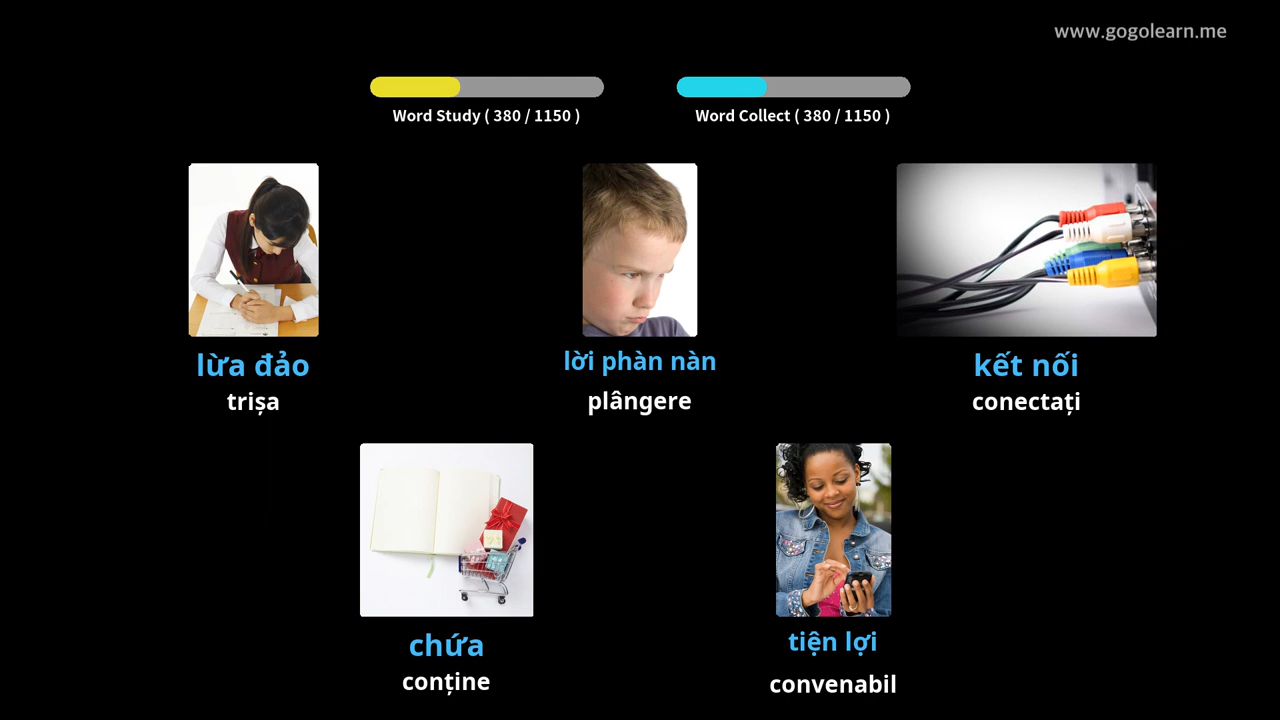 www.gogolearn.me
Word Study ( 380 / 1150 )
Word Collect ( 380 / 1150 )
lừa đảo
trișa
lời phàn nàn
plângere
kết nối
conectați
chứa
conține
tiện lợi
convenabil